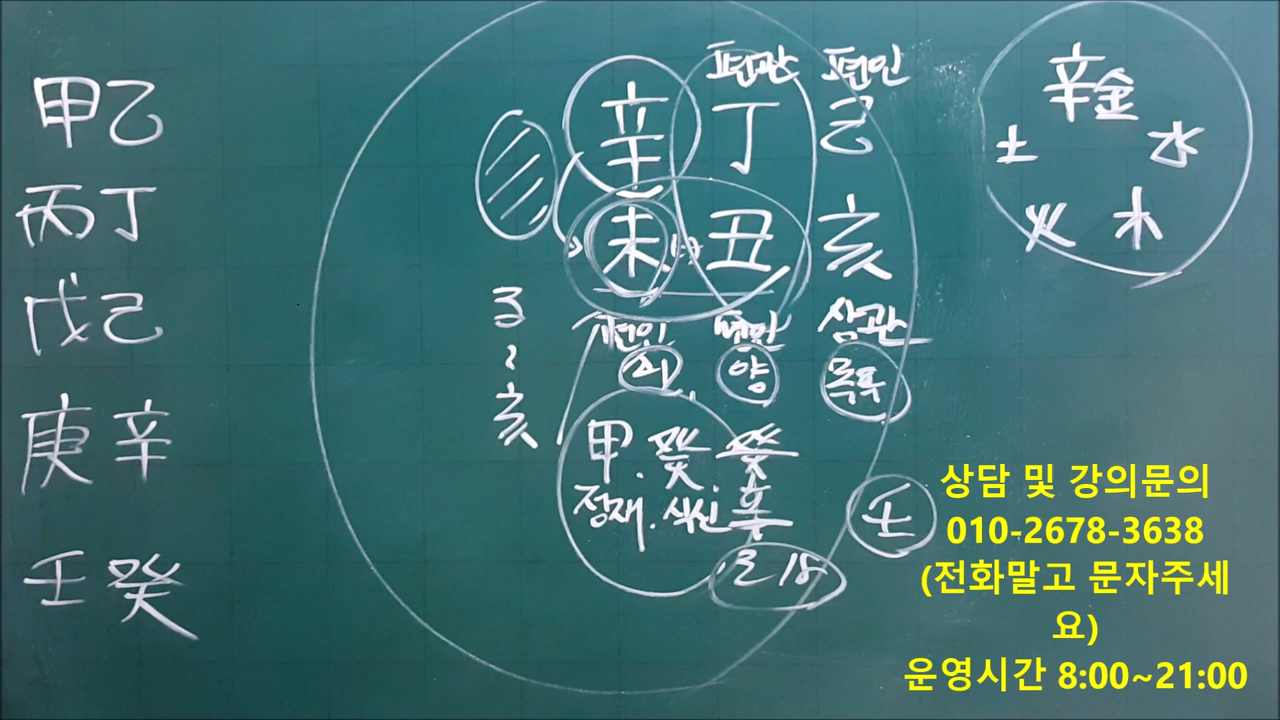 甲乙
丙丁
戊己
庚辛
壬癸
편관 편인
辛 丁 己
未 丑 亥
편인 편관 상관
양 목욕
子
~
亥
甲.癸.癸
정재.식신 辛
壬
辛金
土 水
火 木
상담 및 강의문의
010-2678-3638
(전화말고 문자주세
요)
운영시간 8:00~21:00